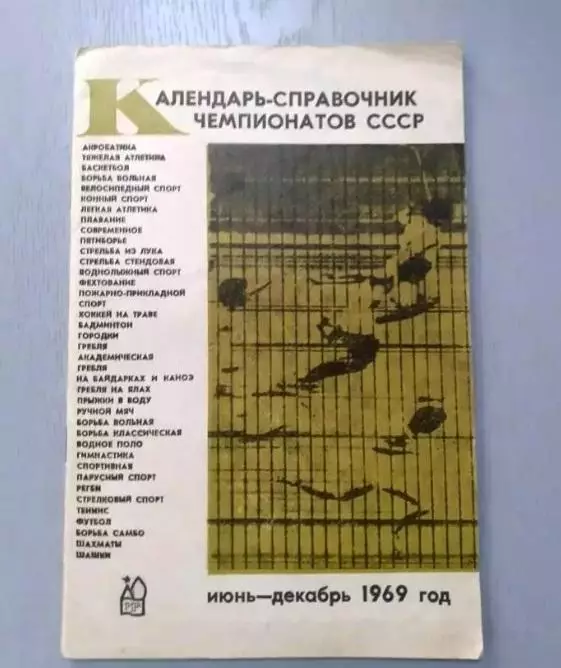 КАЛЕНДАРЬ-СПРАВОЧНИК
ЧЕМПИОНАТОВ СССР
АКРОБАТИКА
ТЯЖЕЛАЯ АТЛЕТИКА
БАСКЕТБОЛ
БОРЬБА ВОЛЬНАЯ
ВЕЛОСИПЕДНЫЙ СПОРТ
КОННЫЙ СПОРТ
ЛЕГКАЯ АТЛЕТИКА
ПЛАВАНИЕ
СОВРЕМЕННОЕ
ПЯТИБОРЬЕ
СТРЕЛЬБА ИЗ ЛУКА
СТРЕЛЬБА СТЕНДОВАЯ
ВОДНОЛЫЖНЫЙ СПОРТ
ФЕХТОВАНИЕ
ПОЖАРНО-ПРИКЛАДНОЙ
СПОРТ
ХОККЕЙ НА ТРАВЕ
БАДМИНТОН
ГОРОДКИ
ГРЕБЛЯ
АКАДЕМИЧЕСКАЯ
ГРЕБЛЯ
НА БАЙДАРКАХ И КАНОЭ
ГРЕБЛЯ НА ЯЛАХ
ПРЫЖКИ В ВОДУ
РУЧНОЙ МЯЧ
БОРЬБА ВОЛЬНАЯ
БОРЬБА КЛАССИЧЕСКАЯ
ВОДНОЕ ПОЛО
ГИМНАСТИКА
СПОРТИВНАЯ
ПАРУСНЫЙ СПОРТ
РЕГБИ
СТРЕЛКОВЫЙ СПОРТ
ТЕННИС
ФУТБОЛ
БОРЬБА САМБО
ШАХМАТЫ
ШАШКИ
июнь—декабрь 1969 год